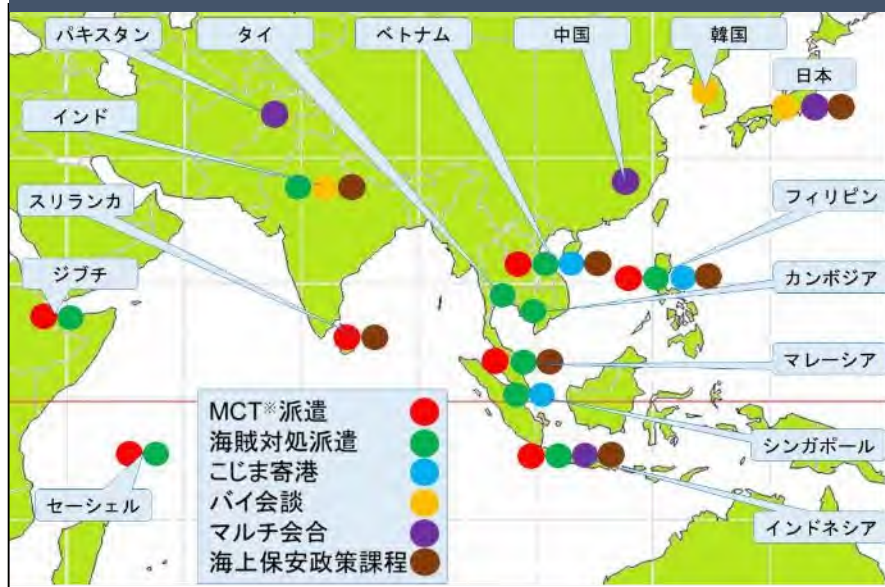 パキスタン
タイ
ベトナム
中国
韓国
日本
インド
スリランカ
フィリピン
ジブチ
カンボジア
マレーシア
シンガポール
セーシェル
インドネシア
MCT※派遣
海賊対処派遣
こじま寄港
バイ会談
マルチ会合
海上保安政策課程